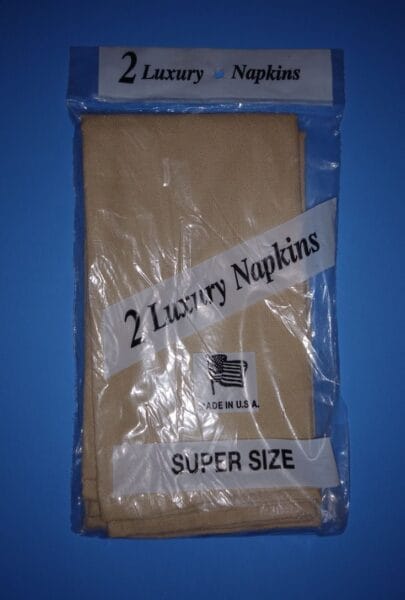 2 Luxury Napkins
2 Luxury Napkins
MADE IN U.S.A.
SUPER SIZE